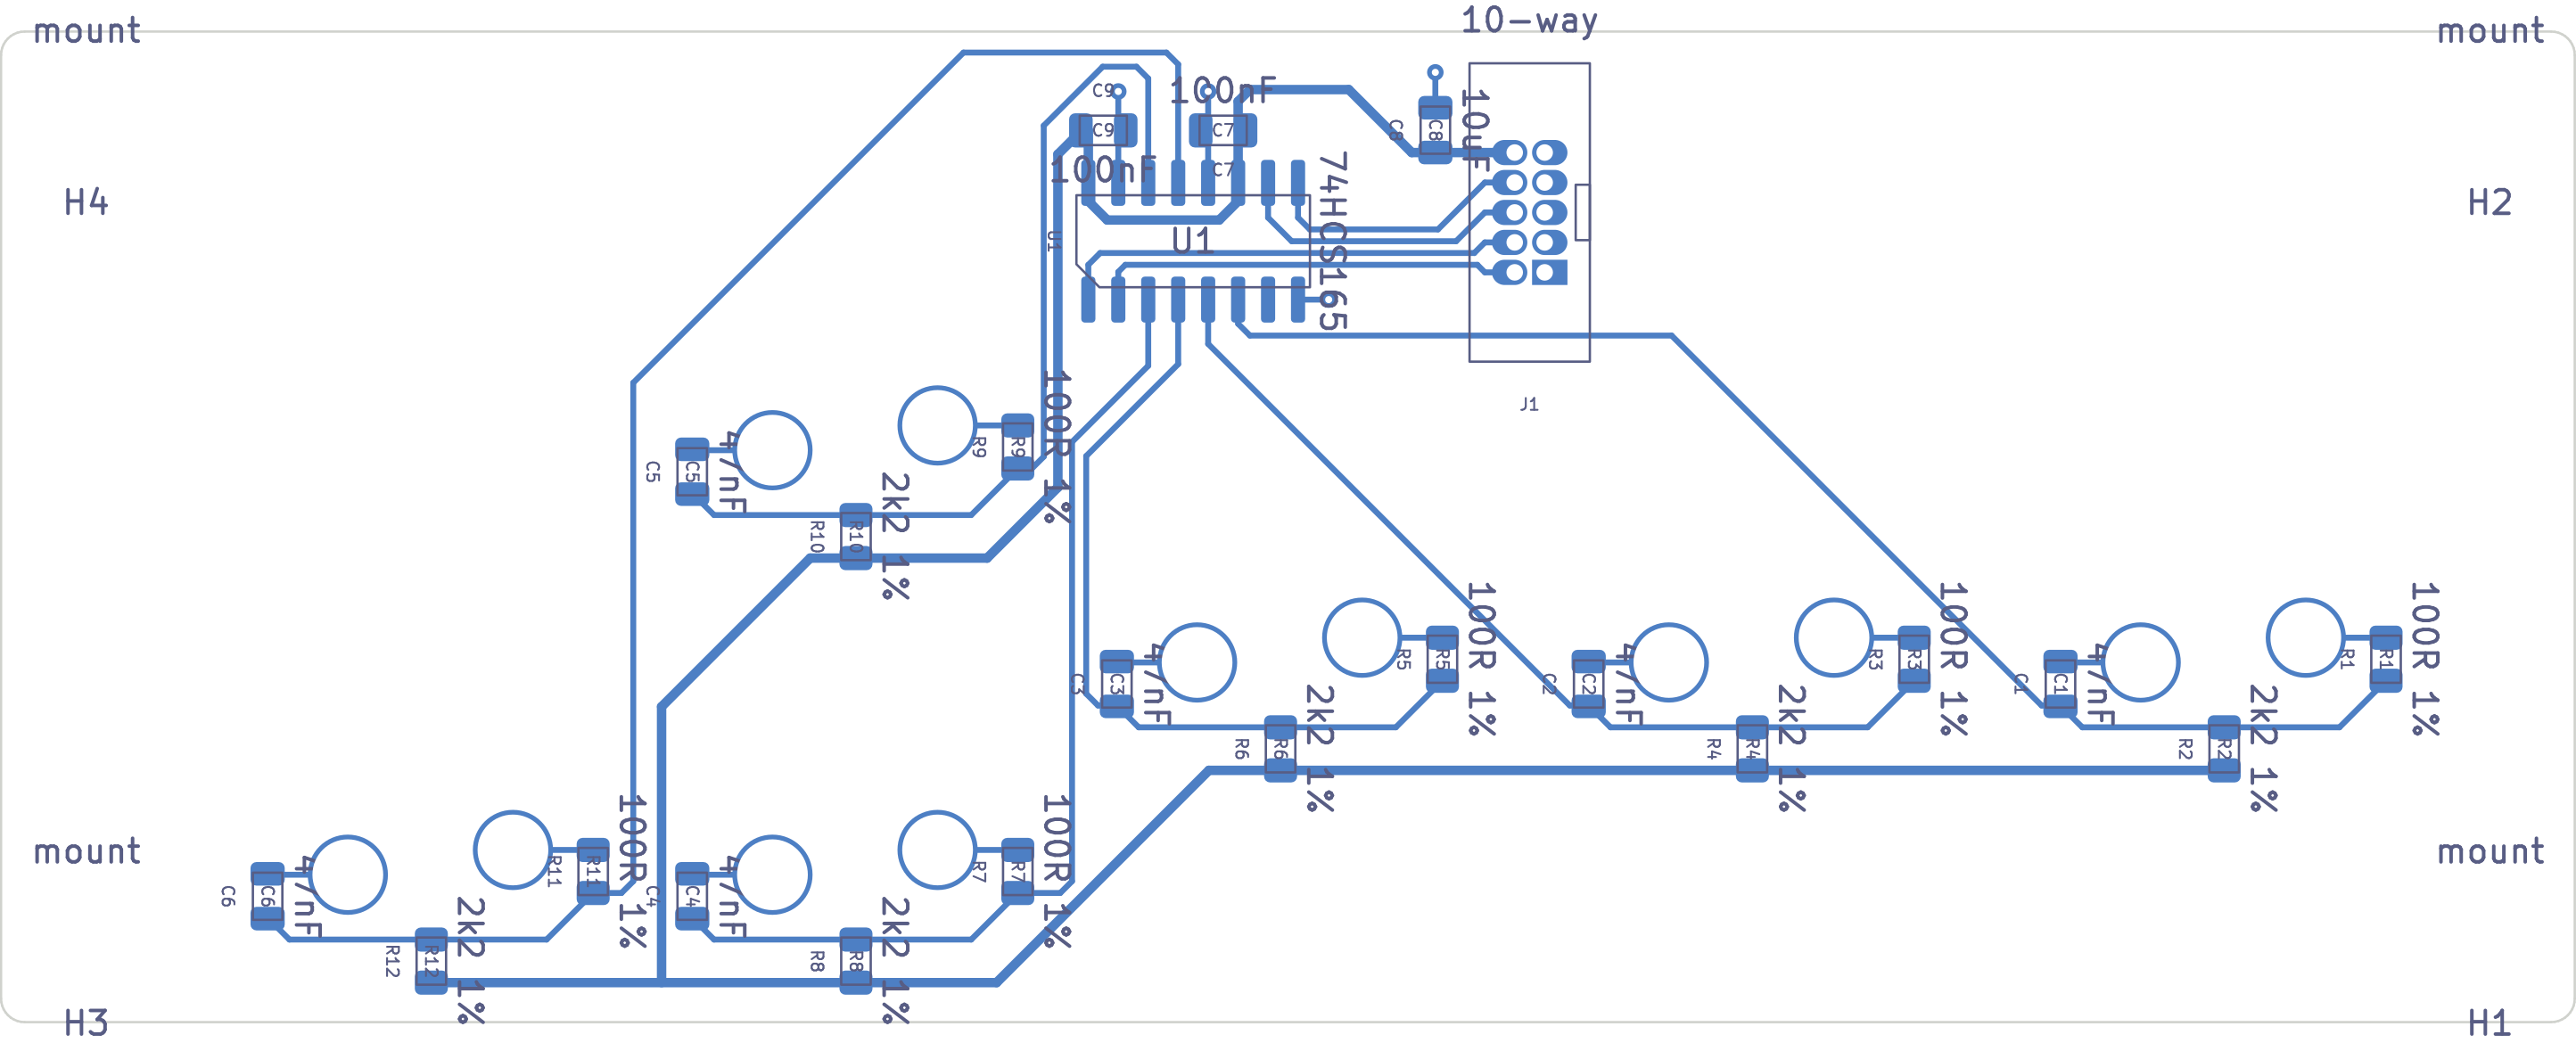 10-way
mount
mount
C9
100nF
10uF
C9
C7
C8
C8
100nF
C7
74HCS165
H4
H2
U1
U1
J1
100R 1%
47nF
R9
R9
C5
C5
2k2 1%
R10
R10
100R 1%
100R 1%
100R 1%
47nF
47nF
47nF
R5
R5
R3
R3
R1
R1
C3
C3
C2
C2
C1
C1
2k2 1%
2k2 1%
2k2 1%
R6
R6
R4
R4
R2
R2
100R 1%
100R 1%
mount
mount
47nF
47nF
R11
R11
R7
R7
C6
C6
C4
C4
2k2 1%
2k2 1%
R12
R12
R8
R8
H3
H1